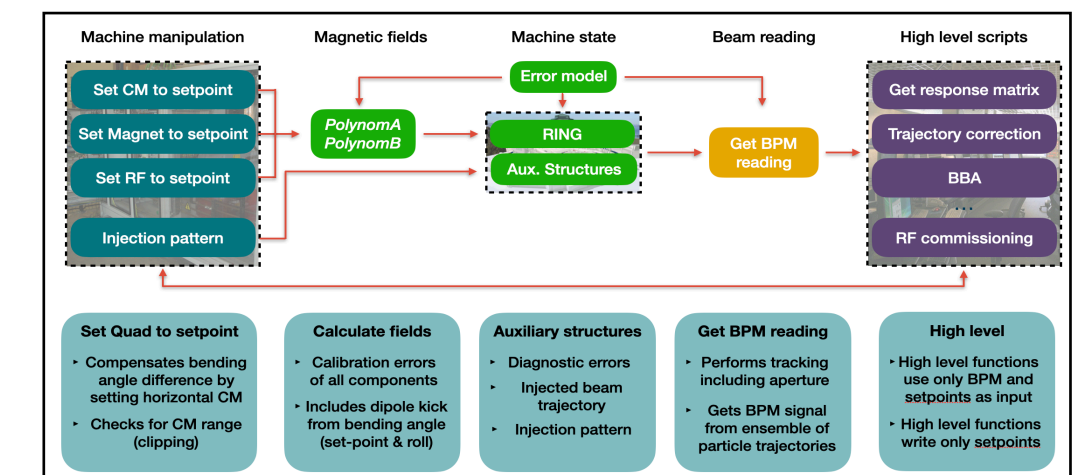 Machine manipulation
Magnetic fields
Machine state
Beam reading
High level scripts
Set CM to setpoint
Set Magnet to setpoint
Set RF to setpoint
Injection pattern
PolynomA
PolynomB
Error model
RING
Aux. Structures
Get BPM
reading
Get response matrix
Trajectory correction
BBA
...
RF commissioning
Set Quad to setpoint
‣ Compensates bending
angle difference by
setting horizontal CM
‣ Checks for CM range
(clipping)
Calculate fields
‣ Calibration errors
of all components
‣ Includes dipole kick
from bending angle
(set-point & roll)
Auxiliary structures
‣ Diagnostic errors
‣ Injected beam
trajectory
‣ Injection pattern
Get BPM reading
‣ Performs tracking
including aperture
‣ Gets BPM signal
from ensemble of
particle trajectories
High level
‣ High level functions
use only BPM and
setpoints as input
‣ High level functions
write only setpoints